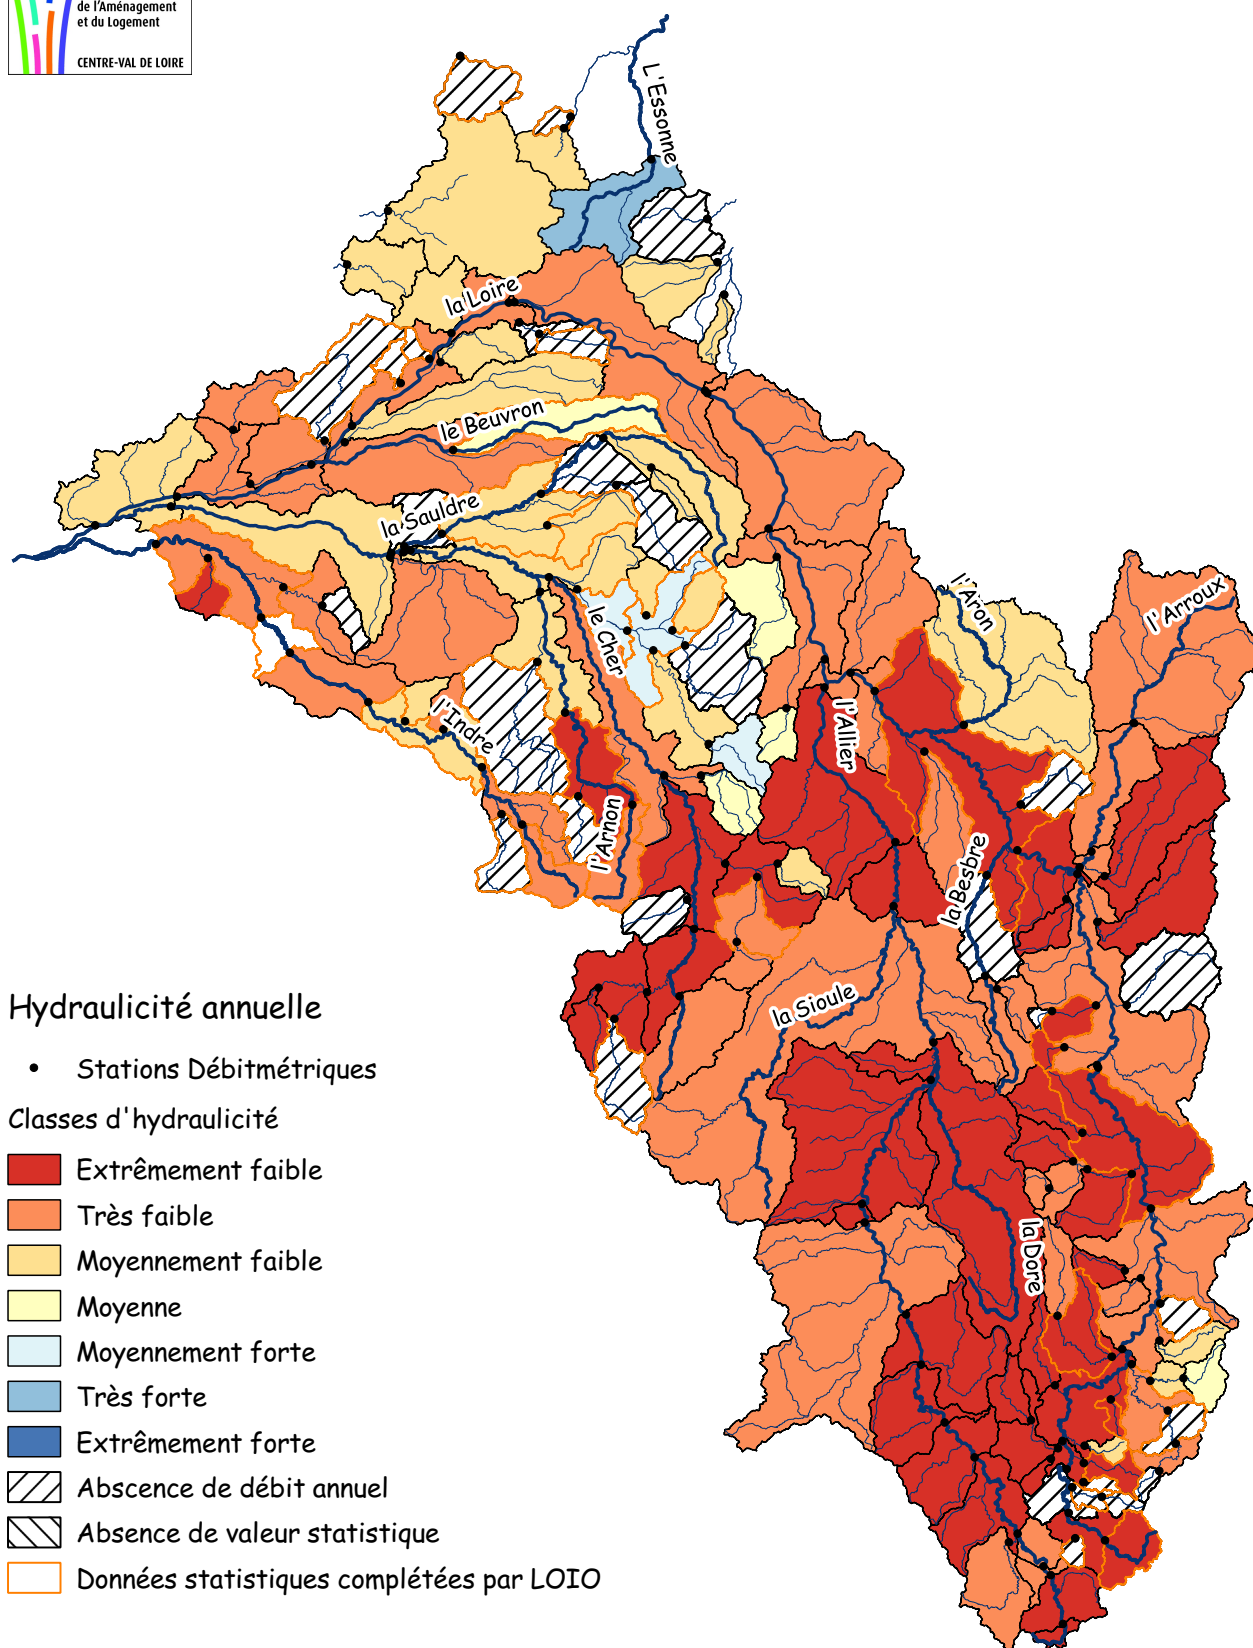 de l'Aménagement
et du Logement
CENTRE-VAL DE LOIRE
L'Essonne
la Loire
le Beuvron
la Sauldre
le Cher
l'Aron
l'Arroux
l'Indre
l'Allier
l'Arnon
la Besbre
la Sioule
la Dore
Hydraulicité annuelle
Stations Débitmétriques
Classes d'hydraulicité
Extrêmement faible
Très faible
Moyennement faible
Moyenne
Moyennement forte
Très forte
Extrêmement forte
Abscence de débit annuel
Absence de valeur statistique
Données statistiques complétées par LOIO